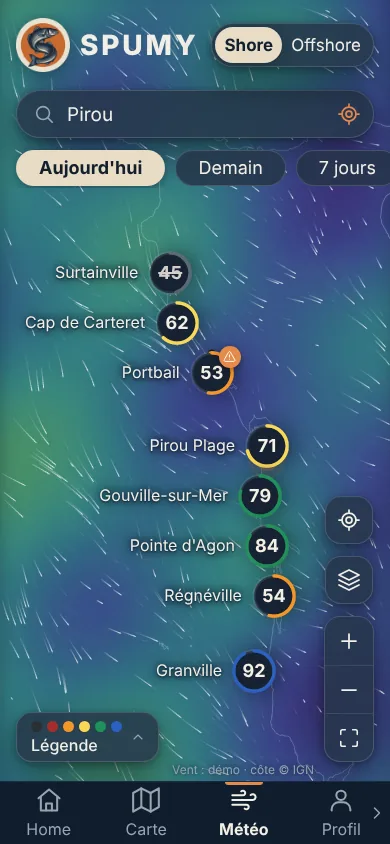 SPUMY
Shore Offshore
Pirou
Aujourd'hui Demain 7 jours
Surtainville 45
Cap de Carteret 62
Portbail 53
Pirou Plage 71
Gouville-sur-Mer 79
Pointe d'Agon 84
Régnéville 54
Granville 92
Légende
Vent : démo · côte © IGN
Home Carte Météo Profil